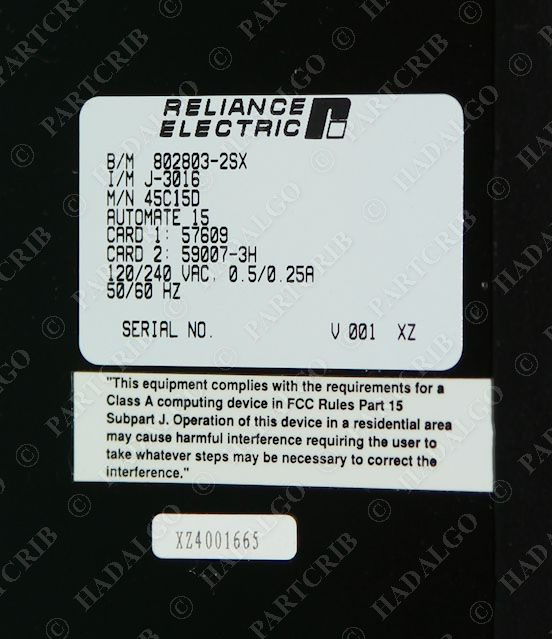 RELIANCE
ELECTRIC
B/M 802803-2SX
I/M J-3016
M/N 45C15D
AUTOMATE 15
CARD 1: 57609
CARD 2: 59007-3H
120/240 VAC, 0.5/0.25A
50/60 HZ
SERIAL NO. V 001 XZ
"This equipment complies with the requirements for a
Class A computing device in FCC Rules Part 15
Subpart J. Operation of this device in a residential area
may cause harmful interference requiring the user to
take whatever steps may be necessary to correct the
interference."
XZ4001665
© HADALGO © PARTCRIB